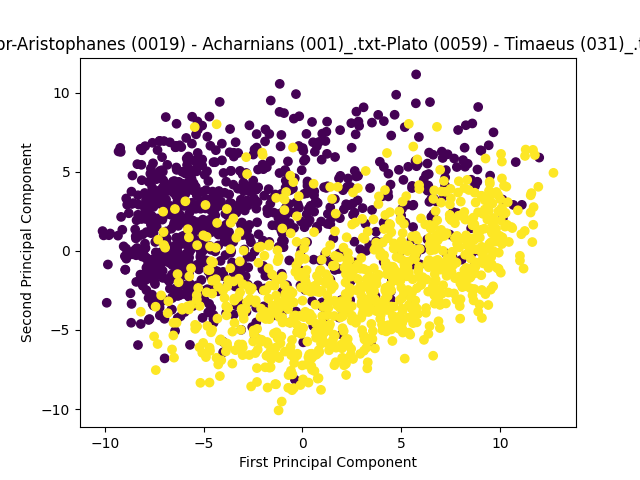 or-Aristophanes (0019) - Acharnians (001)_.txt-Plato (0059) - Timaeus (031)_.t
10
5
0
−5
−10
Second Principal Component
−10 −5 0 5 10
First Principal Component